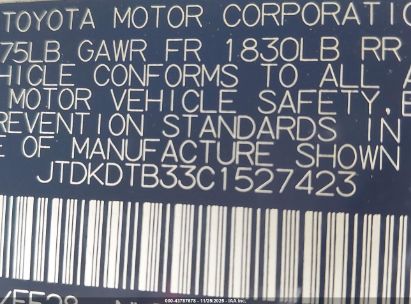 TOYOTA MOTOR CORPORATIO
75LB GAWR FR 1830LB RR
HICLE CONFORMS TO ALL A
MOTOR VEHICLE SAFETY, B
REVENTION STANDARDS IN
E OF MANUFACTURE SHOWN
JTDKDTB33C1527423